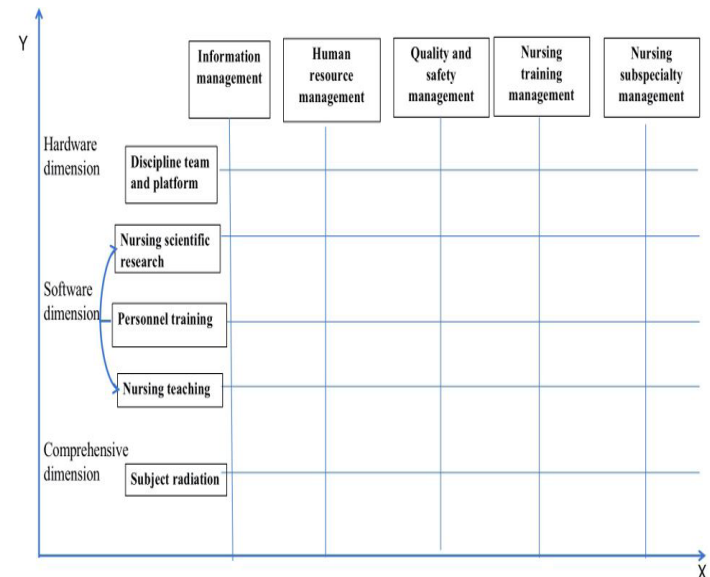 Y
Information
management
Human
resource
management
Quality and
safety
management
Nursing
training
management
Nursing
subspecialty
management
Hardware
dimension
Discipline team
and platform
Nursing scientific
research
Software
dimension
Personnel training
Nursing teaching
Comprehensive
dimension
Subject radiation
X